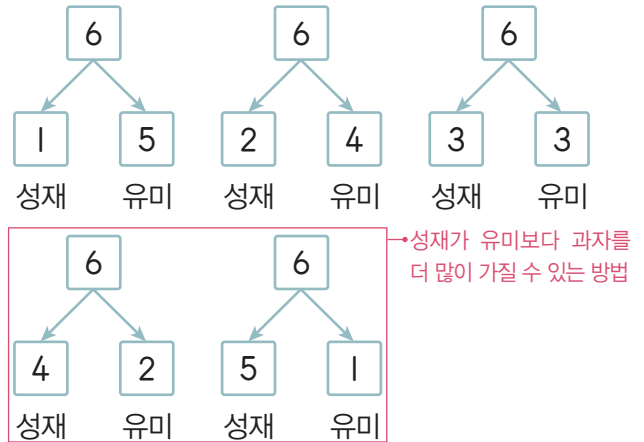 6 6 6
1 5 2 4 3 3
성재 유미 성재 유미 성재 유미
성재가 유미보다 과자를
더 많이 가질 수 있는 방법
6 6
4 2 5 1
성재 유미 성재 유미